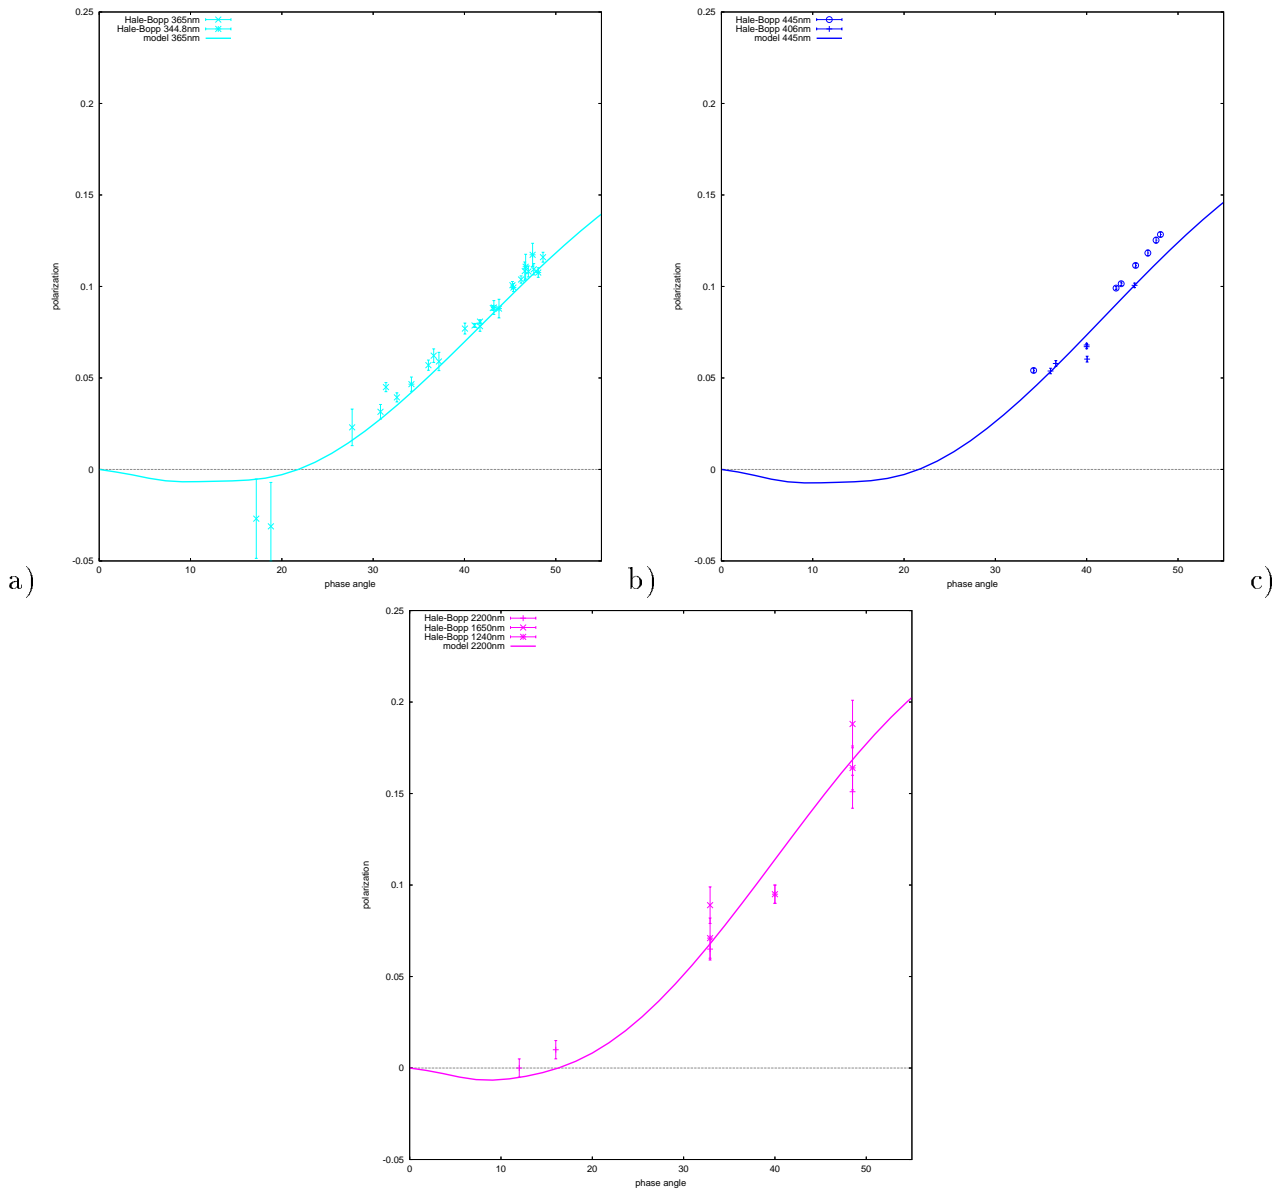 Hale-Bopp 365nm
Hale-Bopp 344.8nm
model 365nm
0.25
0.2
0.15
0.1
0.05
0
-0.05
polarization
0 10 20 30 40 50
phase angle
a)
Hale-Bopp 445nm
Hale-Bopp 406nm
model 445nm
0.25
0.2
0.15
0.1
0.05
0
-0.05
polarization
0 10 20 30 40 50
phase angle
b)
c)
Hale-Bopp 2200nm
Hale-Bopp 1650nm
Hale-Bopp 1240nm
model 2200nm
0.25
0.2
0.15
0.1
0.05
0
-0.05
polarization
0 10 20 30 40 50
phase angle